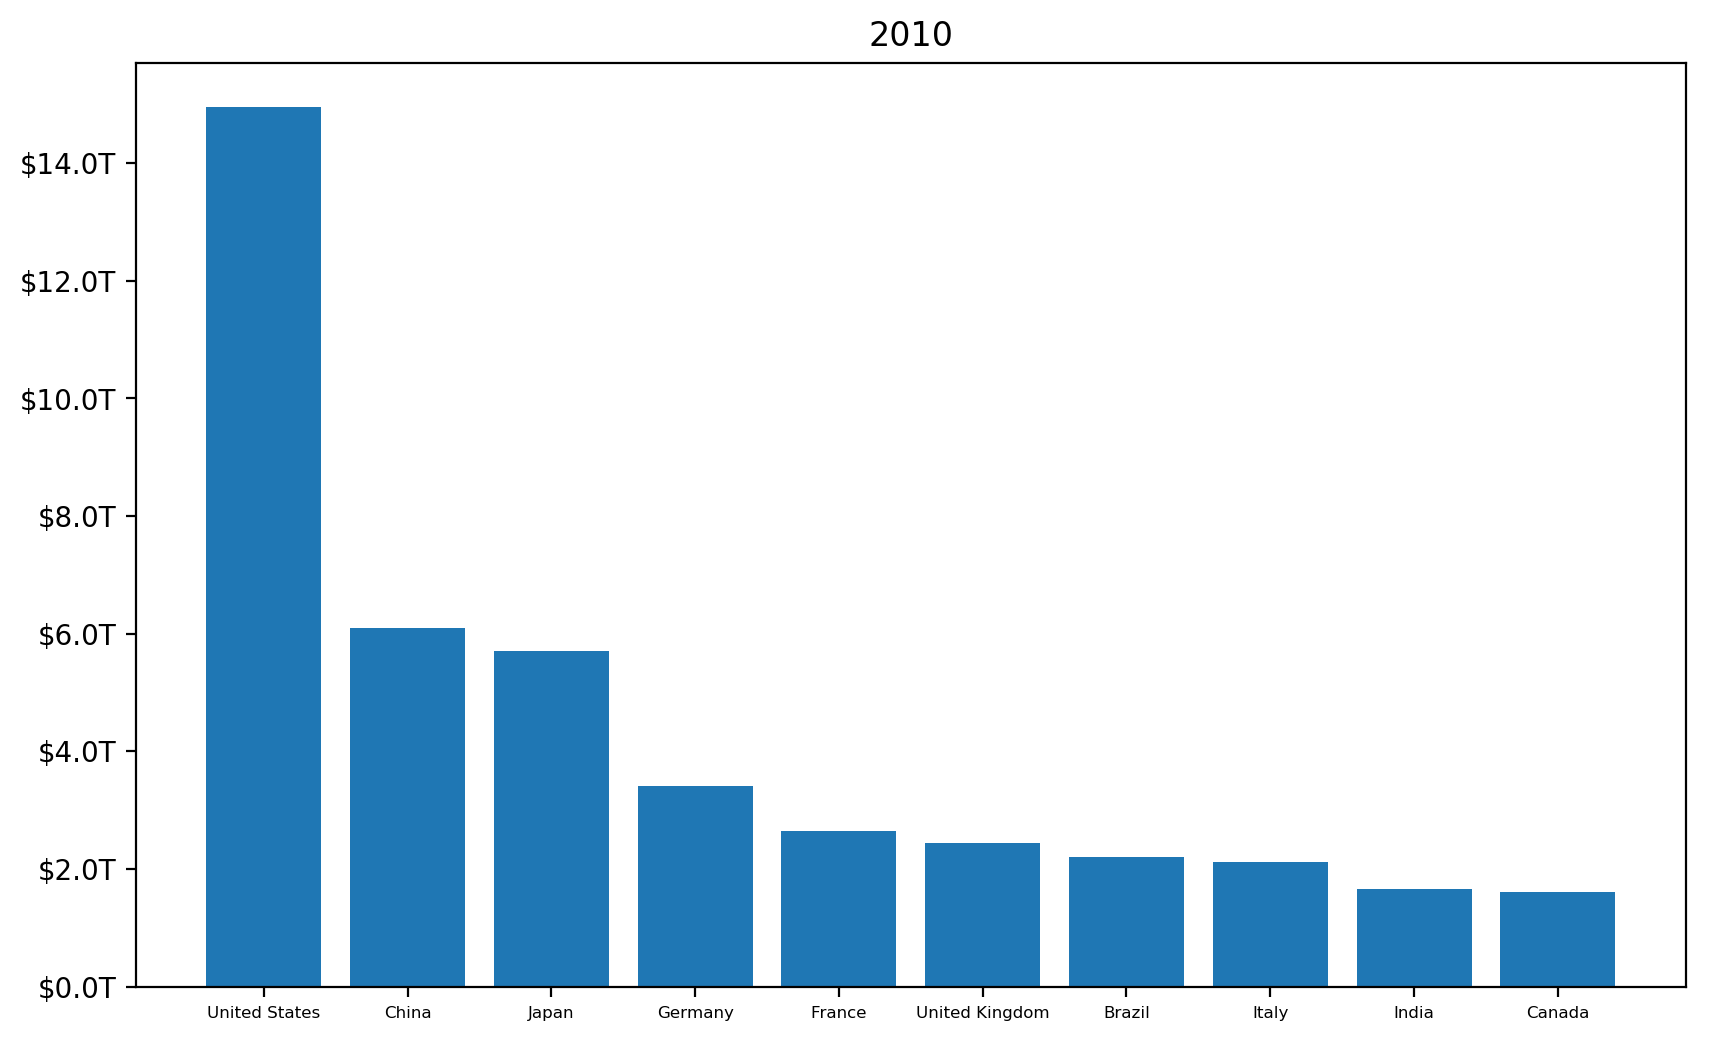 2010
$14.0T
$12.0T
$10.0T
$8.0T
$6.0T
$4.0T
$2.0T
$0.0T
United States China Japan Germany France United Kingdom Brazil Italy India Canada